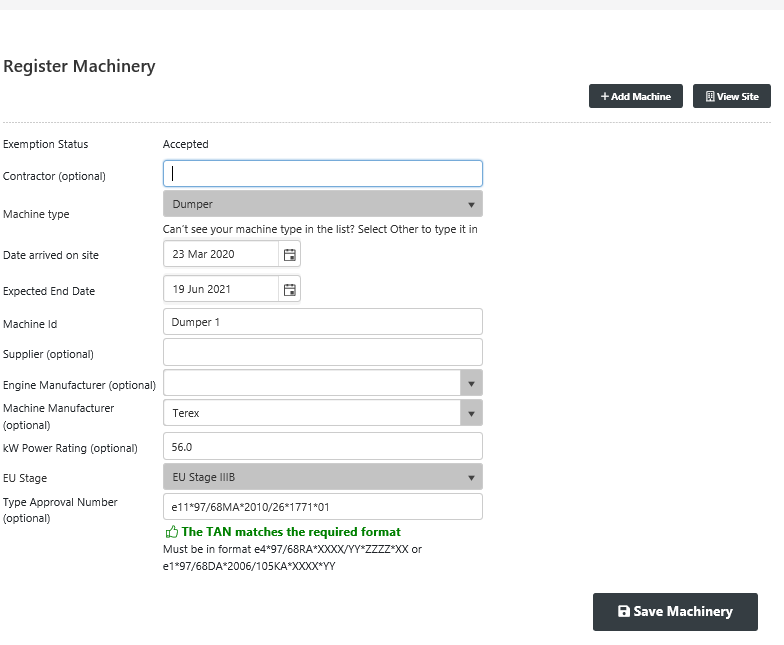 Register Machinery
+ Add Machine View Site
Exemption Status Accepted
Contractor (optional)
Machine type Dumper
Can't see your machine type in the list? Select Other to type it in
Date arrived on site 23 Mar 2020
Expected End Date 19 Jun 2021
Machine Id Dumper 1
Supplier (optional)
Engine Manufacturer (optional)
Machine Manufacturer
(optional) Terex
kW Power Rating (optional) 56.0
EU Stage EU Stage IIIB
Type Approval Number
(optional) e11*97/68MA*2010/26*1771*01
The TAN matches the required format
Must be in format e4*97/68RA*XXXX/YY*ZZZZ*XX or
e1*97/68DA*2006/105KA*XXXX*YY
Save Machinery